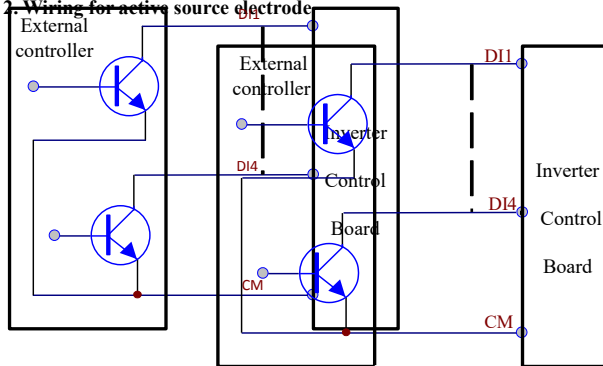 2. Wiring for active source electrode
External
controller
DI1
Inverter
Control
Board
DI4
CM
External
controller
DI1
Inverter
Control
Board
DI4
CM